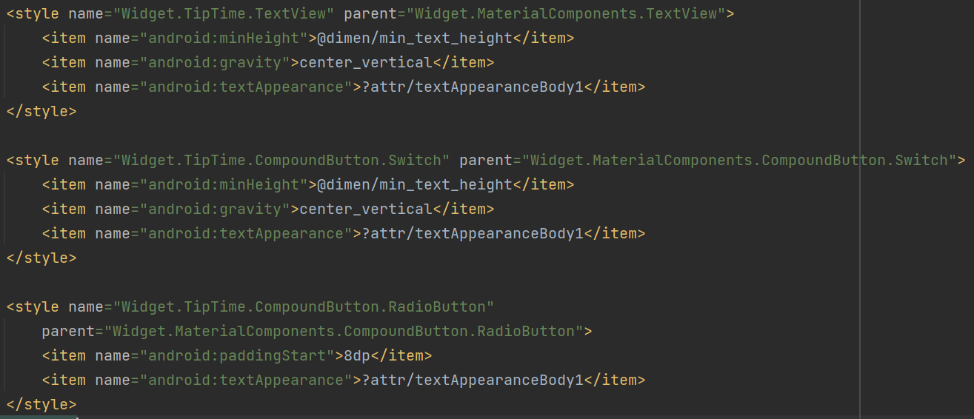 <style name="Widget.TipTime.TextView" parent="Widget.MaterialComponents.TextView">
    <item name="android:minHeight">@dimen/min_text_height</item>
    <item name="android:gravity">center_vertical</item>
    <item name="android:textAppearance">?attr/textAppearanceBody1</item>
</style>

<style name="Widget.TipTime.CompoundButton.Switch" parent="Widget.MaterialComponents.CompoundButton.Switch">
    <item name="android:minHeight">@dimen/min_text_height</item>
    <item name="android:gravity">center_vertical</item>
    <item name="android:textAppearance">?attr/textAppearanceBody1</item>
</style>

<style name="Widget.TipTime.CompoundButton.RadioButton"
    parent="Widget.MaterialComponents.CompoundButton.RadioButton">
    <item name="android:paddingStart">8dp</item>
    <item name="android:textAppearance">?attr/textAppearanceBody1</item>
</style>